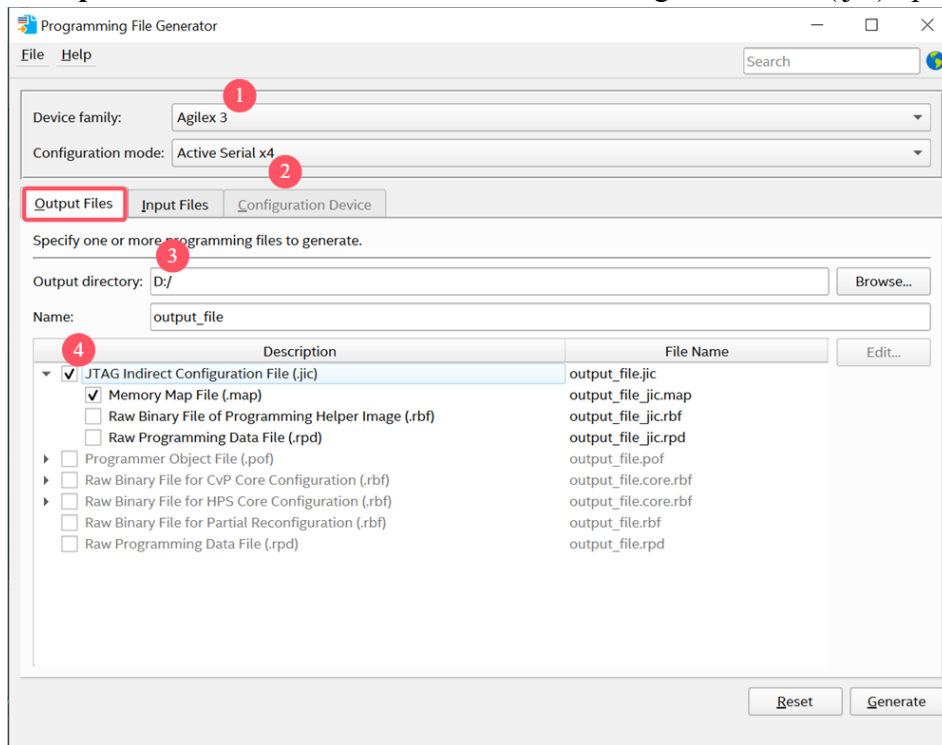 Programming File Generator
File Help
Search
1
Device family: Agilex 3
Configuration mode: Active Serial x4
2
Output Files Input Files Configuration Device
Specify one or more programming files to generate.
3
Output directory: D:/ Browse...
Name: output_file
4
Description File Name Edit...
JTAG Indirect Configuration File (.jic) output_file.jic
Memory Map File (.map) output_file_jic.map
Raw Binary File of Programming Helper Image (.rbf) output_file_jic.rbf
Raw Programming Data File (.rpd) output_file_jic.rpd
Programmer Object File (.pof) output_file.pof
Raw Binary File for CvP Core Configuration (.rbf) output_file.core.rbf
Raw Binary File for HPS Core Configuration (.rbf) output_file.core.rbf
Raw Binary File for Partial Reconfiguration (.rbf) output_file.rbf
Raw Programming Data File (.rpd) output_file.rpd
Reset Generate